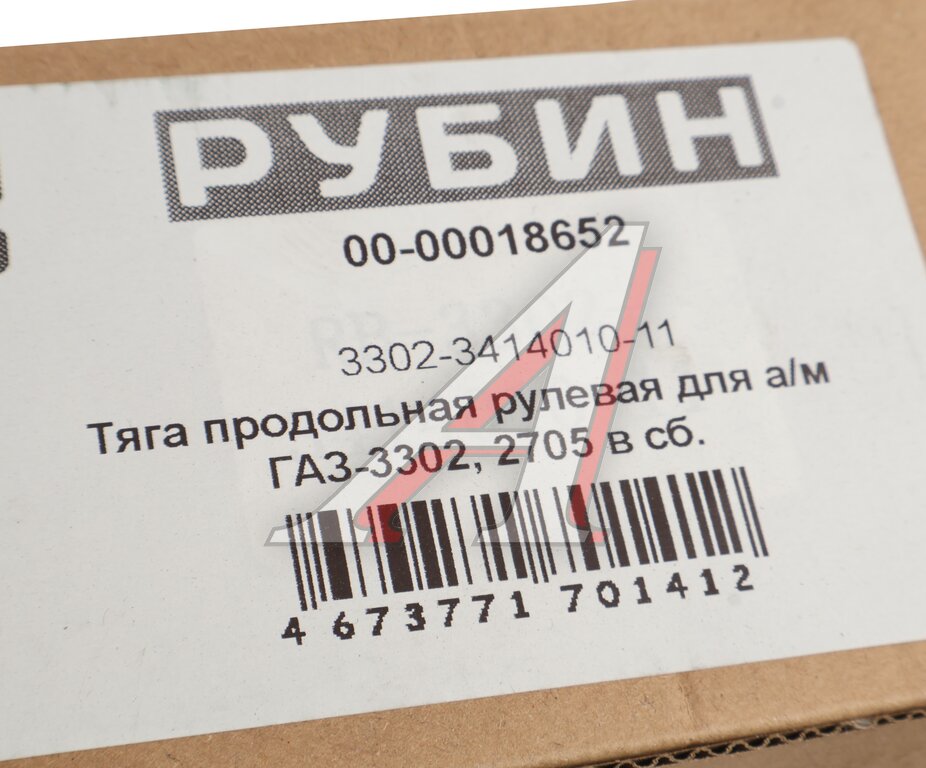 РУБИН
00-00018652
3302-3414010-11
Тяга продольная рулевая для а/м
ГАЗ-3302, 2705 в сб.
4 673771 701412